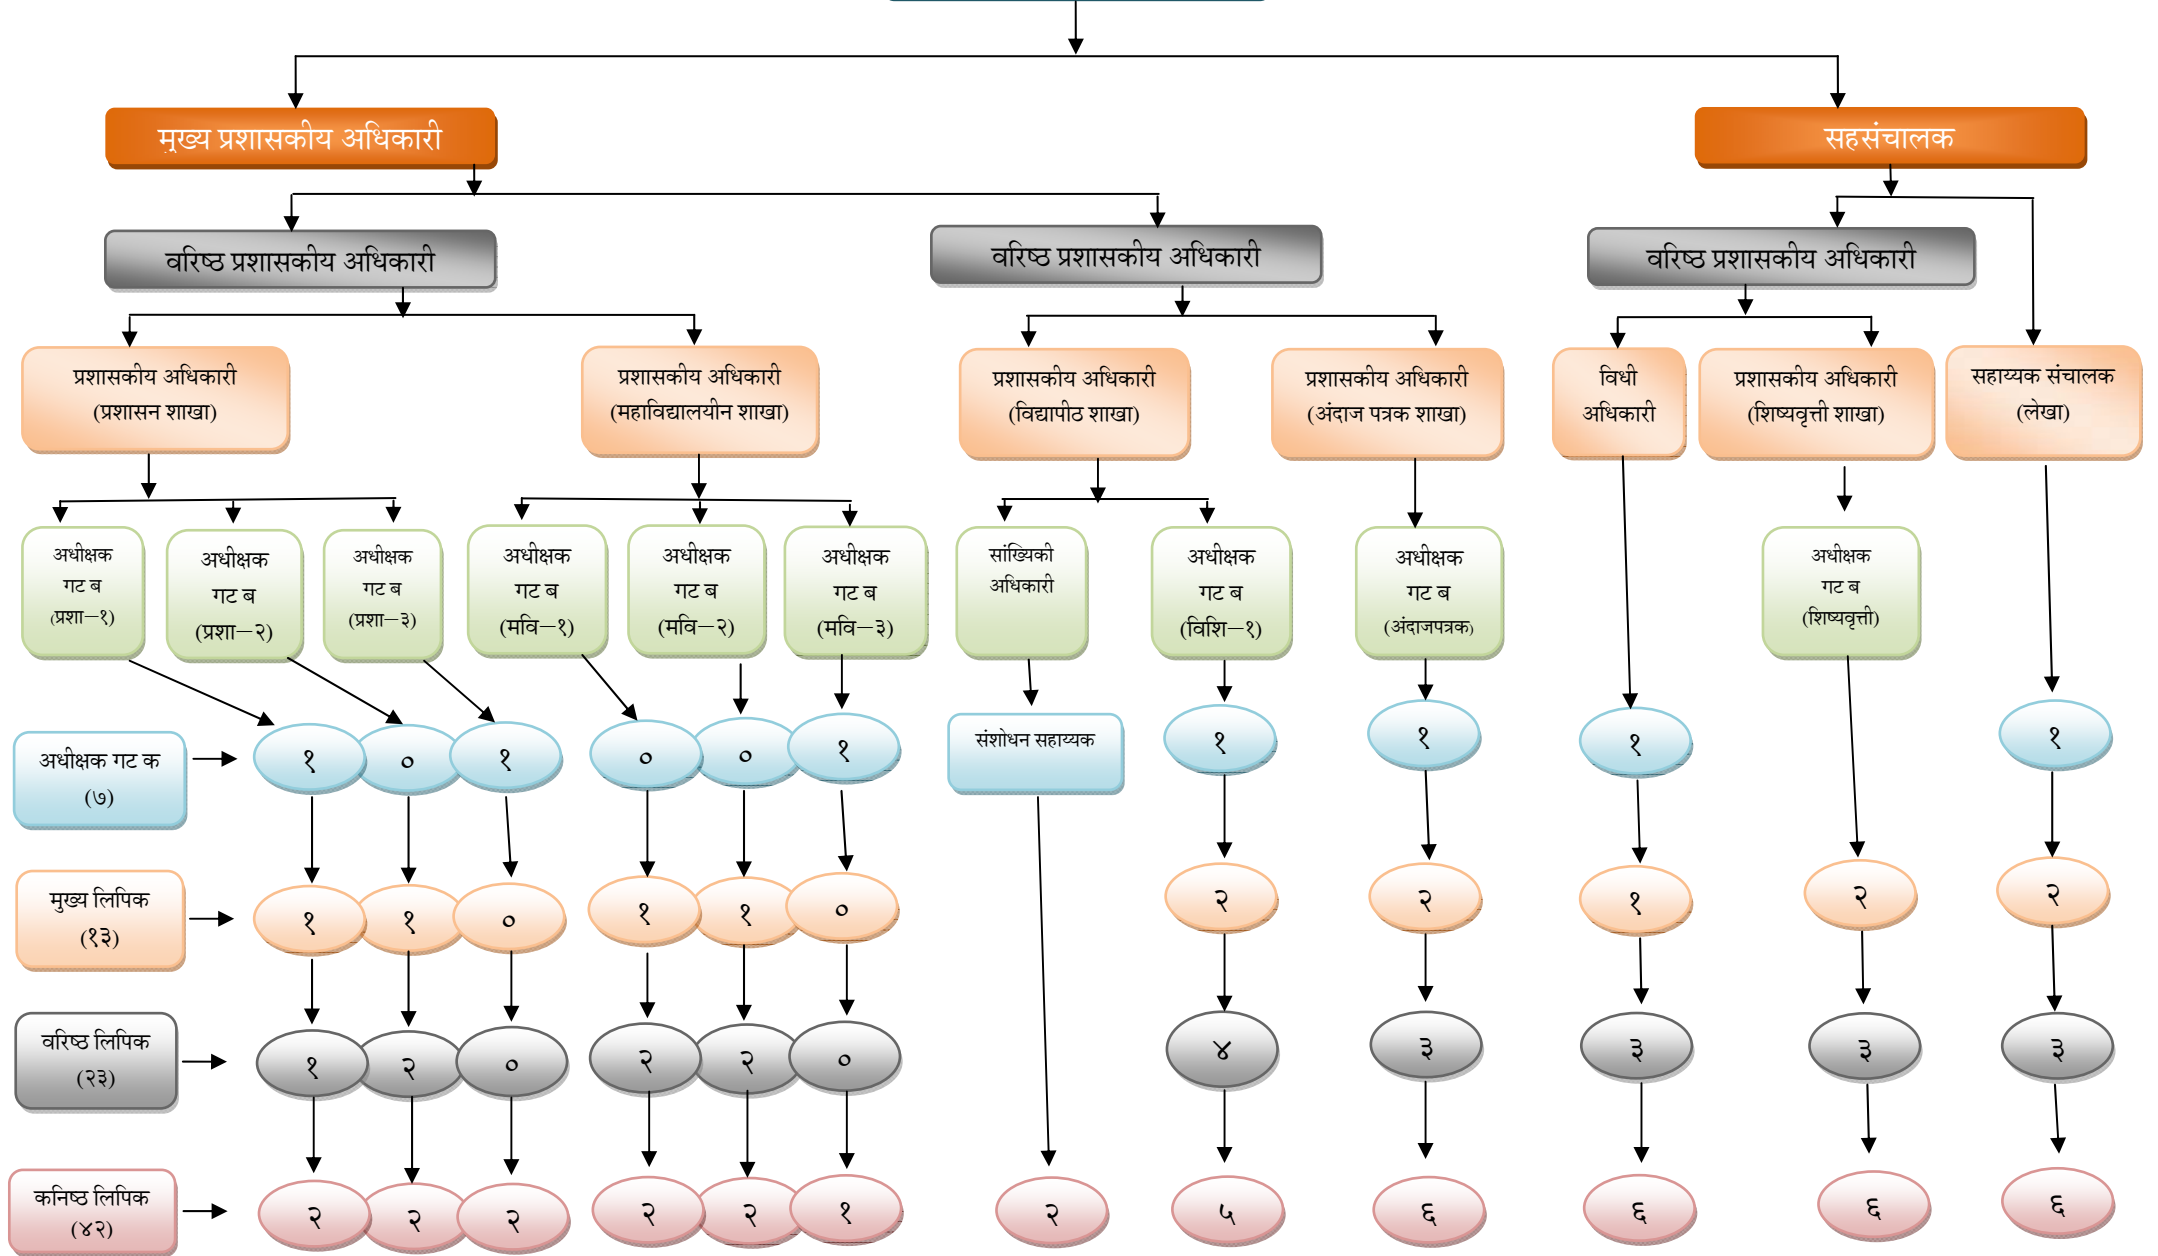 मुख्य प्रशासकीय अधिकारी
सहसंचालक
वरिष्ठ प्रशासकीय अधिकारी
वरिष्ठ प्रशासकीय अधिकारी
वरिष्ठ प्रशासकीय अधिकारी
प्रशासकीय अधिकारी
(प्रशासन शाखा)
प्रशासकीय अधिकारी
(महाविद्यालयीन शाखा)
प्रशासकीय अधिकारी
(विद्यापीठ शाखा)
प्रशासकीय अधिकारी
(अंदाज पत्रक शाखा)
विधी
अधिकारी
प्रशासकीय अधिकारी
(शिष्यवृत्ती शाखा)
सहाय्यक संचालक
(लेखा)
अधीक्षक
गट ब
(प्रशा–१)
अधीक्षक
गट ब
(प्रशा–२)
अधीक्षक
गट ब
(प्रशा–३)
अधीक्षक
गट ब
(मवि–१)
अधीक्षक
गट ब
(मवि–२)
अधीक्षक
गट ब
(मवि–३)
सांख्यिकी
अधिकारी
अधीक्षक
गट ब
(विशि–१)
अधीक्षक
गट ब
(अंदाजपत्रक)
अधीक्षक
गट ब
(शिष्यवृत्ती)
अधीक्षक गट क
(७)
१ ० १ ० ० १
संशोधन सहाय्यक
१ १ १ १
मुख्य लिपिक
(१३)
१ १ ० १ १ ० २ २ १ २ २
वरिष्ठ लिपिक
(२३)
१ २ ० २ २ ० ४ ३ ३ ३ ३
कनिष्ठ लिपिक
(४२)
२ २ २ २ २ १ २ ५ ६ ६ ६ ६